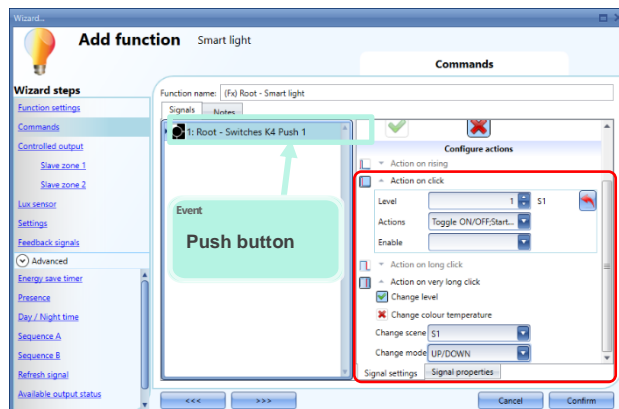 Wizard...
Add function Smart light
Commands
Wizard steps
Function settings
Commands
Controlled output
Slave zone 1
Slave zone 2
Lux sensor
Settings
Feedback signals
Advanced
Energy save timer
Presence
Day / Night time
Sequence A
Sequence B
Refresh signal
Available output status
Function name: (Fx) Root - Smart light
Signals Notes
1: Root - Switches K4 Push 1
Event
Push button
Configure actions
Action on rising
Action on click
Level 1 S1
Actions Toggle ON/OFF;Start...
Enable
Action on long click
Action on very long click
Change level
Change colour temperature
Change scene S1
Change mode UP/DOWN
Signal settings Signal properties
<<< >>> Cancel Confirm